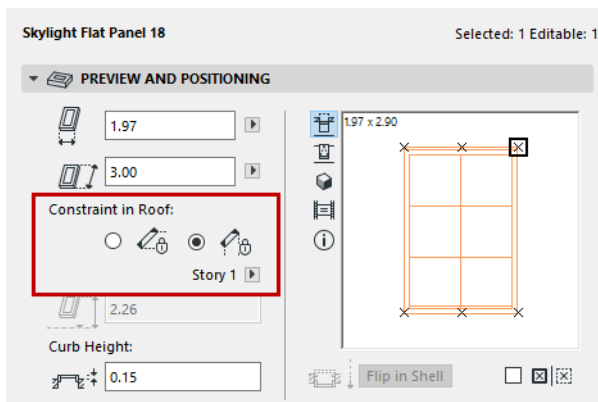 Skylight Flat Panel 18
Selected: 1 Editable: 1
PREVIEW AND POSITIONING
1.97
3.00
Constraint in Roof:
Story 1
2.26
Curb Height:
0.15
1.97 x 2.90
Flip in Shell